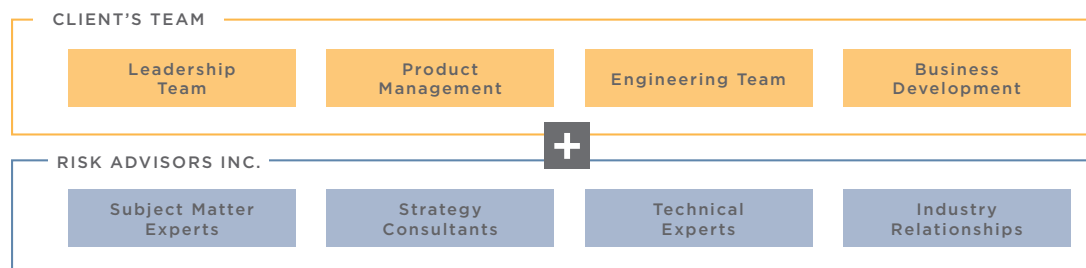 CLIENT'S TEAM
Leadership
Team
Product
Management
Engineering Team
Business
Development
+
RISK ADVISORS INC.
Subject Matter
Experts
Strategy
Consultants
Technical
Experts
Industry
Relationships